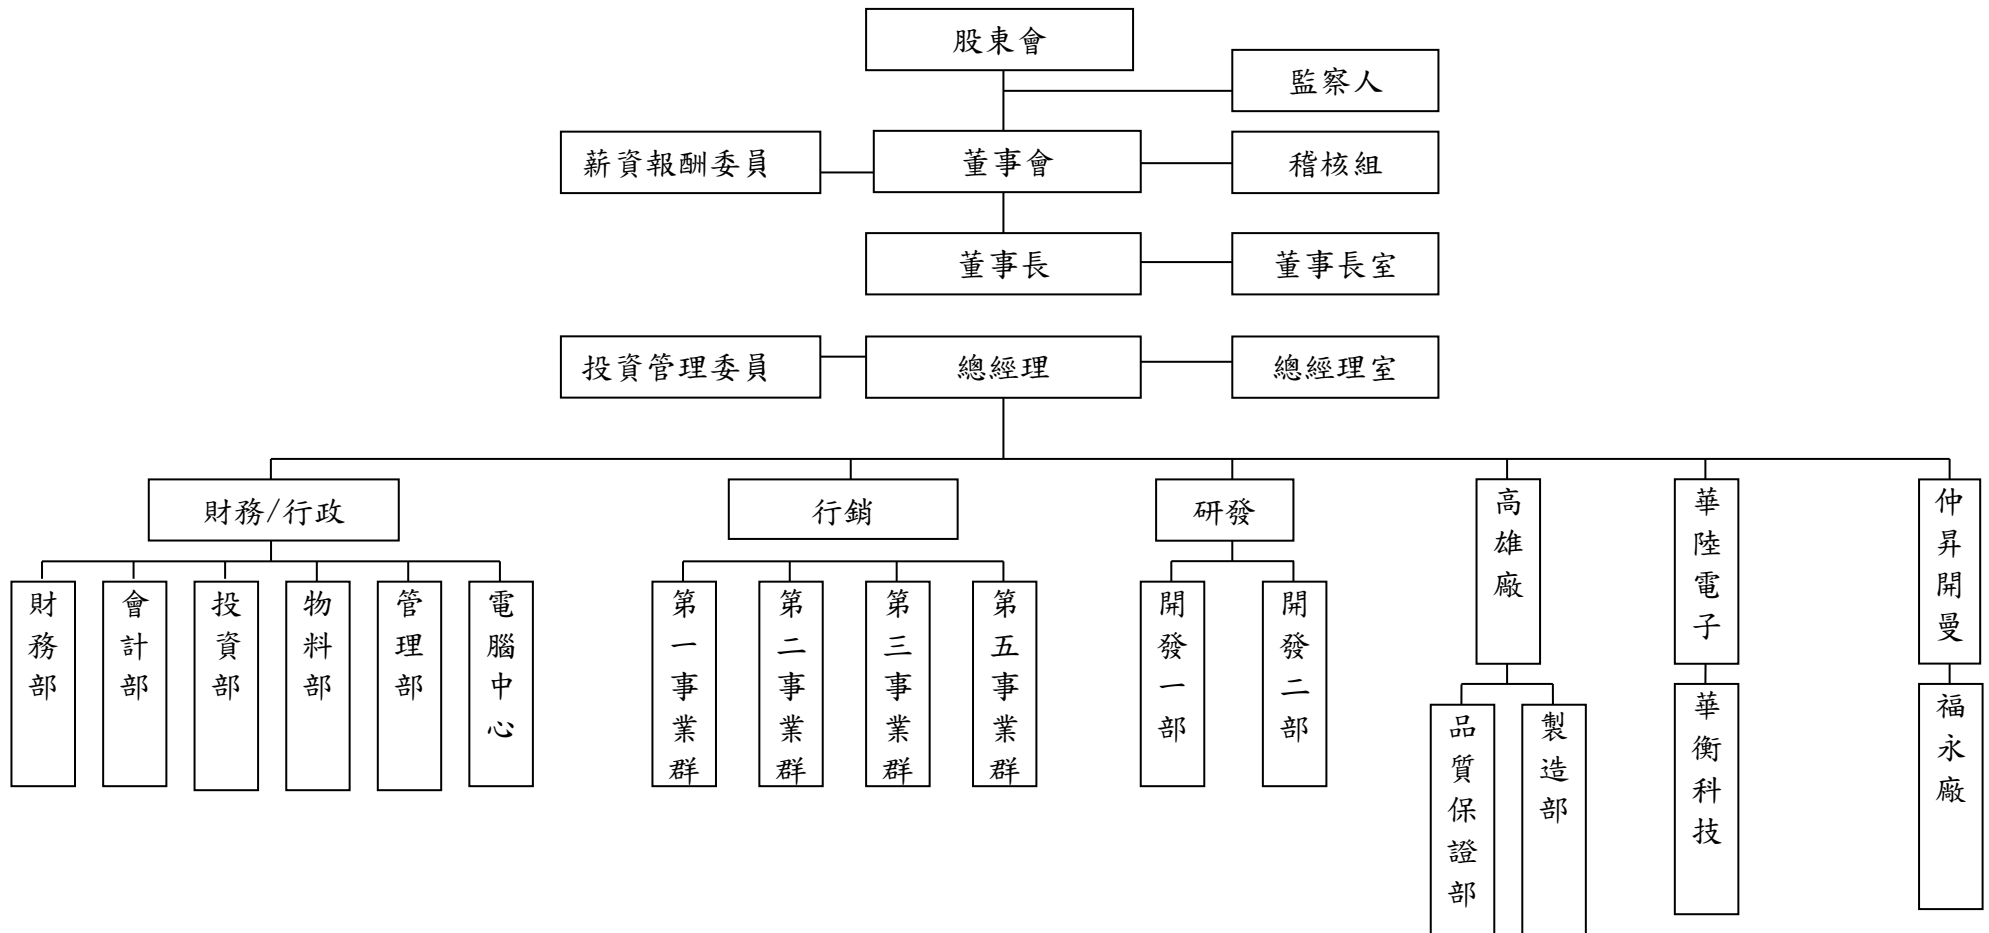 股東會
監察人
薪資報酬委員
董事會
稽核組
董事長
董事長室
投資管理委員
總經理
總經理室
財務/行政
行銷
研發
高雄廠
華陸電子
仲昇開曼
財務部
會計部
投資部
物料部
管理部
電腦中心
第一事業群
第二事業群
第三事業群
第五事業群
開發一部
開發二部
品質保證部
製造部
華衡科技
福永廠